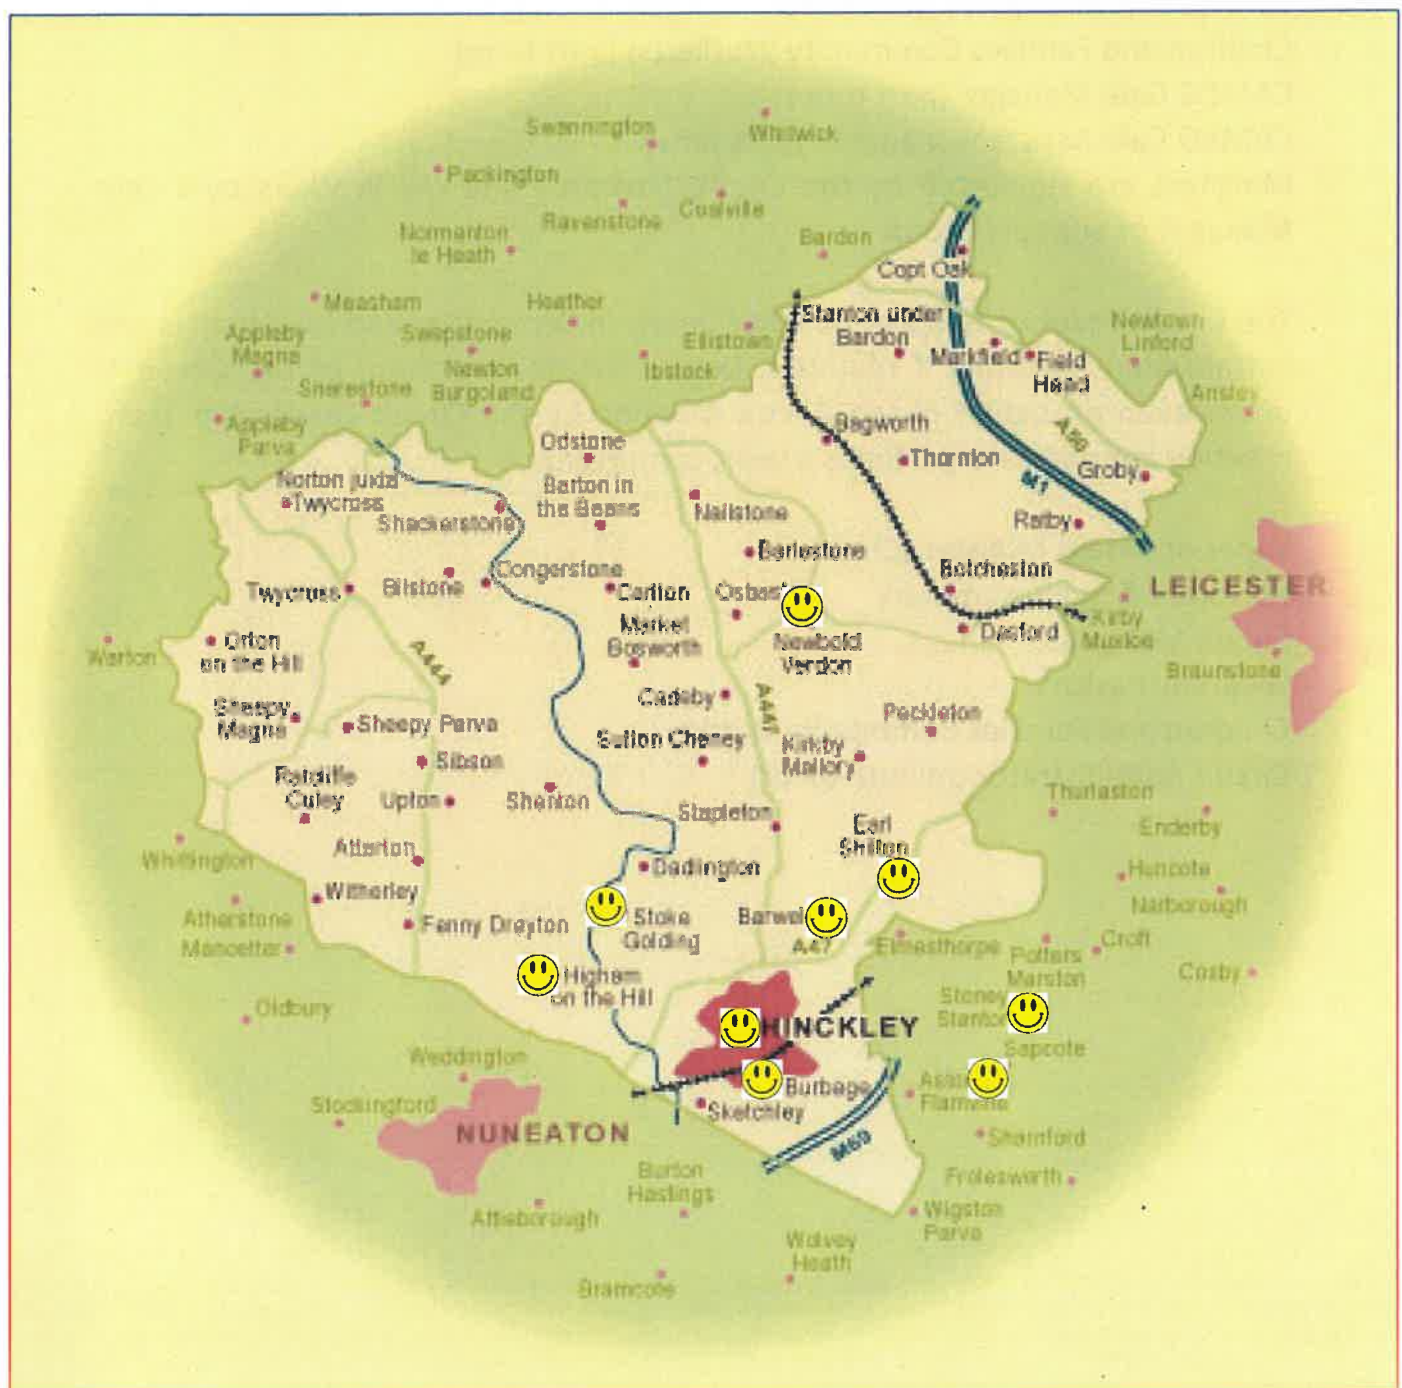 Swannington
Whitwick
Packington
Ravenstone
Coalville
Normanton
le Heath
Bardon
Copt Oak
Measham
Heather
Stanton under
Bardon
Newtown
Linford
Appleby
Magna
Swepstone
Ellistown
Markfield
Field
Head
Snarestone
Newton
Burgoland
Ibstock
Anstey
Appleby
Parva
Odstone
Bagworth
A50
Thornton
Groby
M1
Norton juxta
Twycross
Barton in
the Beans
Shackerstone
Nailstone
Ratby
Barlestone
Congerstone
Bilstone
Twycross
Carlton
Osbast
Botcheston
LEICESTER
Market
Bosworth
Newbold
Verdon
Desford
Kirby
Muxloe
Orton
on the Hill
Warton
A444
Braunstone
Cadeby
A447
Sheepy
Magna
Sheepy Parva
Peckleton
Sutton Cheney
Kirkby
Mallory
Sibson
Ratcliffe
Culey
Upton
Shenton
Stapleton
Thurlaston
Earl
Shilton
Enderby
Atterton
Whittington
Dadlington
Huncote
Witherley
Narborough
Atherstone
Fenny Drayton
Stoke
Golding
Barwel
A47
Elmesthorpe
Potters
Marston
Croft
Mancetter
Higham
on the Hill
Cosby
Stoney
Stanto
Oldbury
HINCKLEY
Sapcote
Weddington
Burbage
Flamville
Stockingford
Sketchley
NUNEATON
M69
Sharnford
Burton
Hastings
Frolesworth
Attleborough
Wigston
Parva
Wolvey
Heath
Bramcote